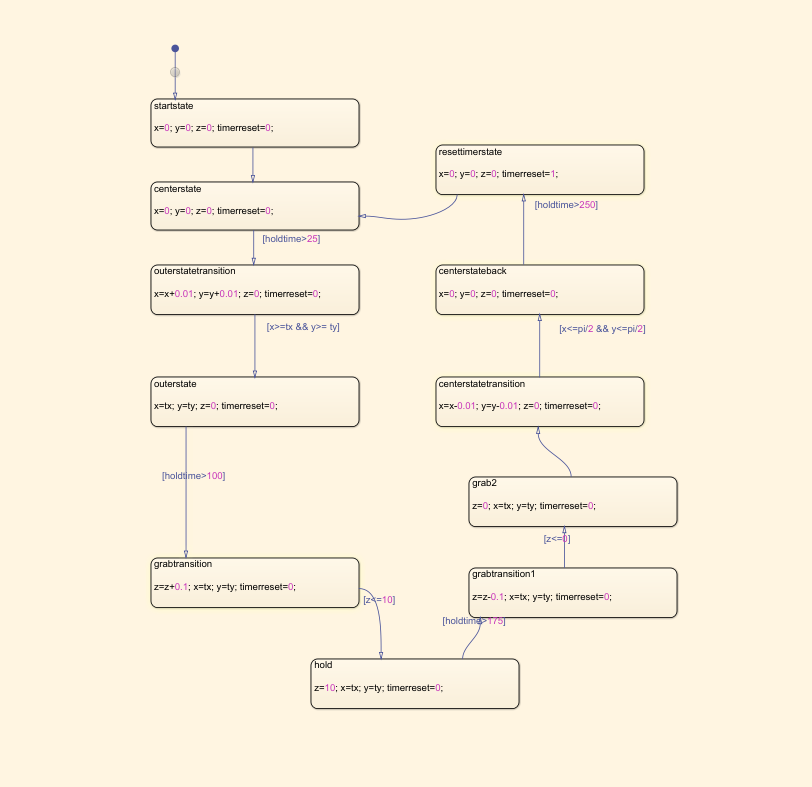 startstate
x=0; y=0; z=0; timerreset=0;
centerstate
x=0; y=0; z=0; timerreset=0;
[holdtime>25]
outerstatetransition
x=x+0.01; y=y+0.01; z=0; timerreset=0;
[x>=tx && y>= ty]
outerstate
x=tx; y=ty; z=0; timerreset=0;
[holdtime>100]
grabtransition
z=z+0.1; x=tx; y=ty; timerreset=0;
[z<=10]
hold
z=10; x=tx; y=ty; timerreset=0;
[holdtime>175]
grabtransition1
z=z-0.1; x=tx; y=ty; timerreset=0;
[z<=0]
grab2
z=0; x=tx; y=ty; timerreset=0;
centerstatetransition
x=x-0.01; y=y-0.01; z=0; timerreset=0;
[x<=pi/2 && y<=pi/2]
centerstateback
x=0; y=0; z=0; timerreset=0;
[holdtime>250]
resettimerstate
x=0; y=0; z=0; timerreset=1;